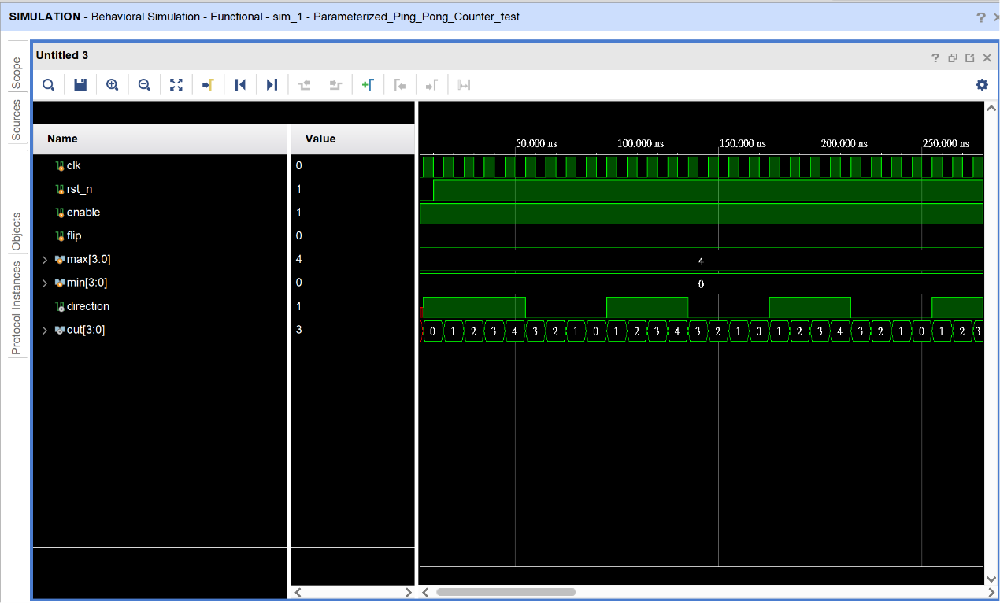 SIMULATION - Behavioral Simulation - Functional - sim_1 - Parameterized_Ping_Pong_Counter_test
?
Scope
Sources
Objects
Protocol Instances
Untitled 3
?
Name Value
50.000 ns 100.000 ns 150.000 ns 200.000 ns 250.000 ns
clk 0
rst_n 1
enable 1
flip 0
max[3:0] 4 4
min[3:0] 0 0
direction 1
out[3:0] 3 0 1 2 3 4 3 2 1 0 1 2 3 4 3 2 1 0 1 2 3 4 3 2 1 0 1 2 3